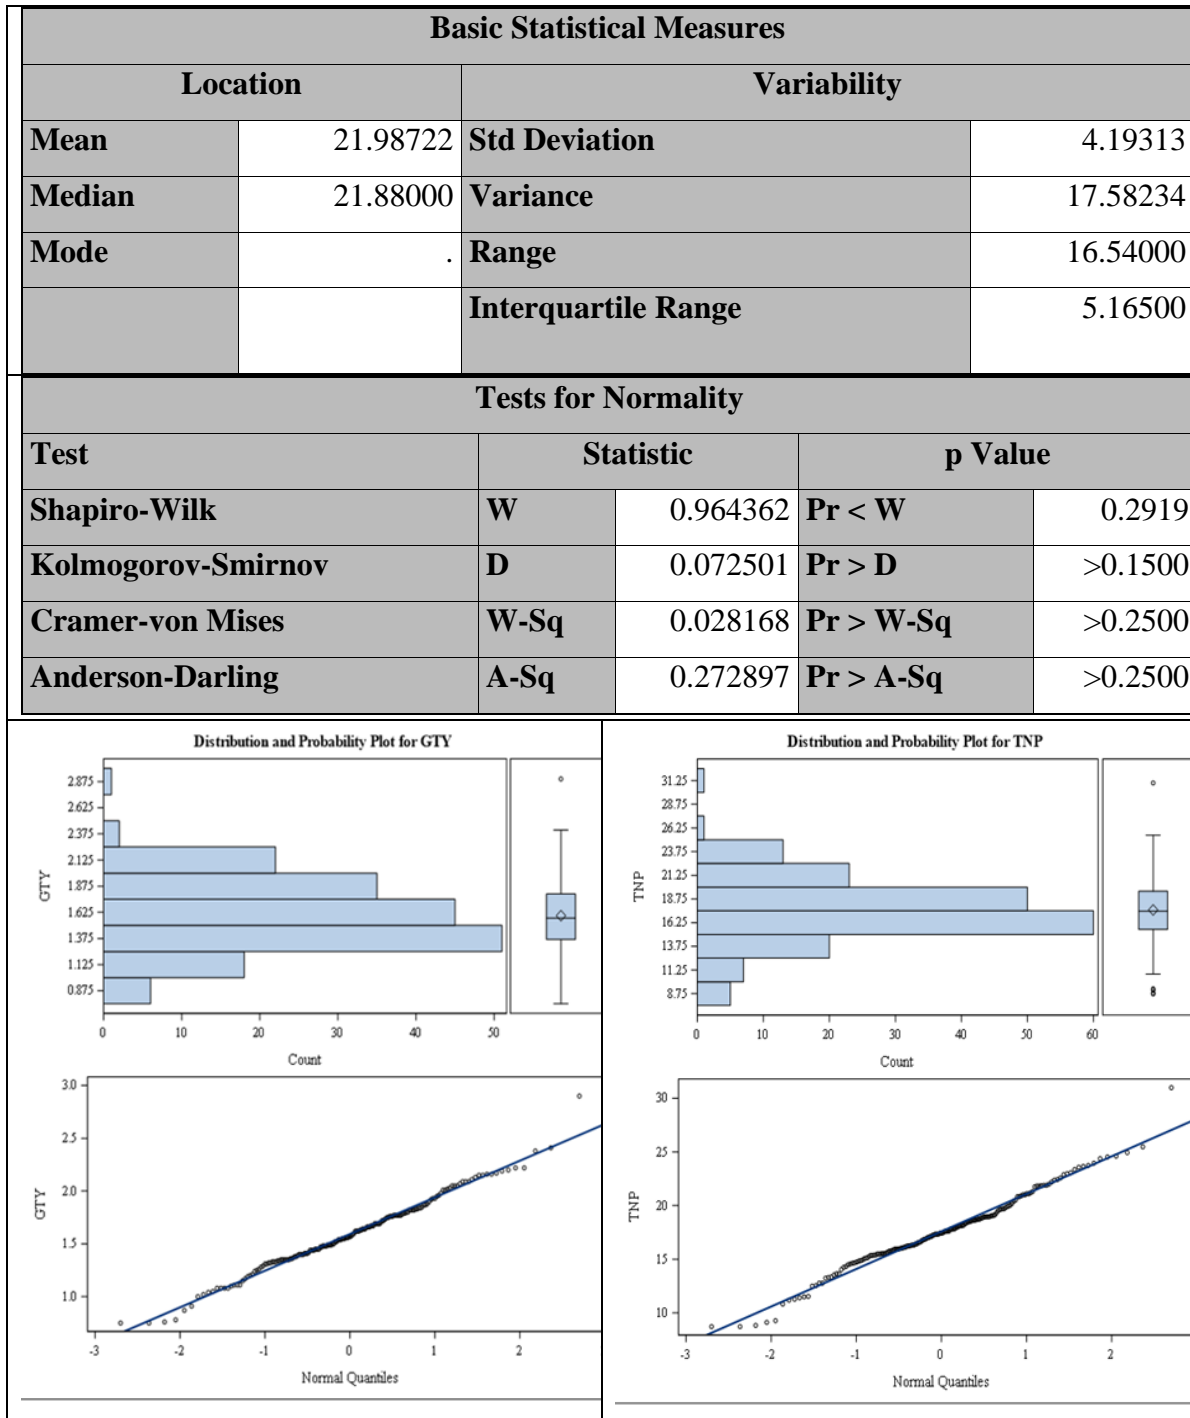 Basic Statistical Measures
Location Variability
Mean 21.98722 Std Deviation 4.19313
Median 21.88000 Variance 17.58234
Mode . Range 16.54000
Interquartile Range 5.16500
Tests for Normality
Test Statistic p Value
Shapiro-Wilk W 0.964362 Pr < W 0.2919
Kolmogorov-Smirnov D 0.072501 Pr > D >0.1500
Cramer-von Mises W-Sq 0.028168 Pr > W-Sq >0.2500
Anderson-Darling A-Sq 0.272897 Pr > A-Sq >0.2500
Distribution and Probability Plot for GTY
2.875
2.625
2.375
2.125
1.875
1.625
1.375
1.125
0.875
GTY
0 10 20 30 40 50
Count
3.0
2.5
2.0
1.5
1.0
GTY
-3 -2 -1 0 1 2
Normal Quantiles
Distribution and Probability Plot for TNP
31.25
28.75
26.25
23.75
21.25
18.75
16.25
13.75
11.25
8.75
TNP
0 10 20 30 40 50 60
Count
30
25
20
15
10
TNP
-3 -2 -1 0 1 2
Normal Quantiles